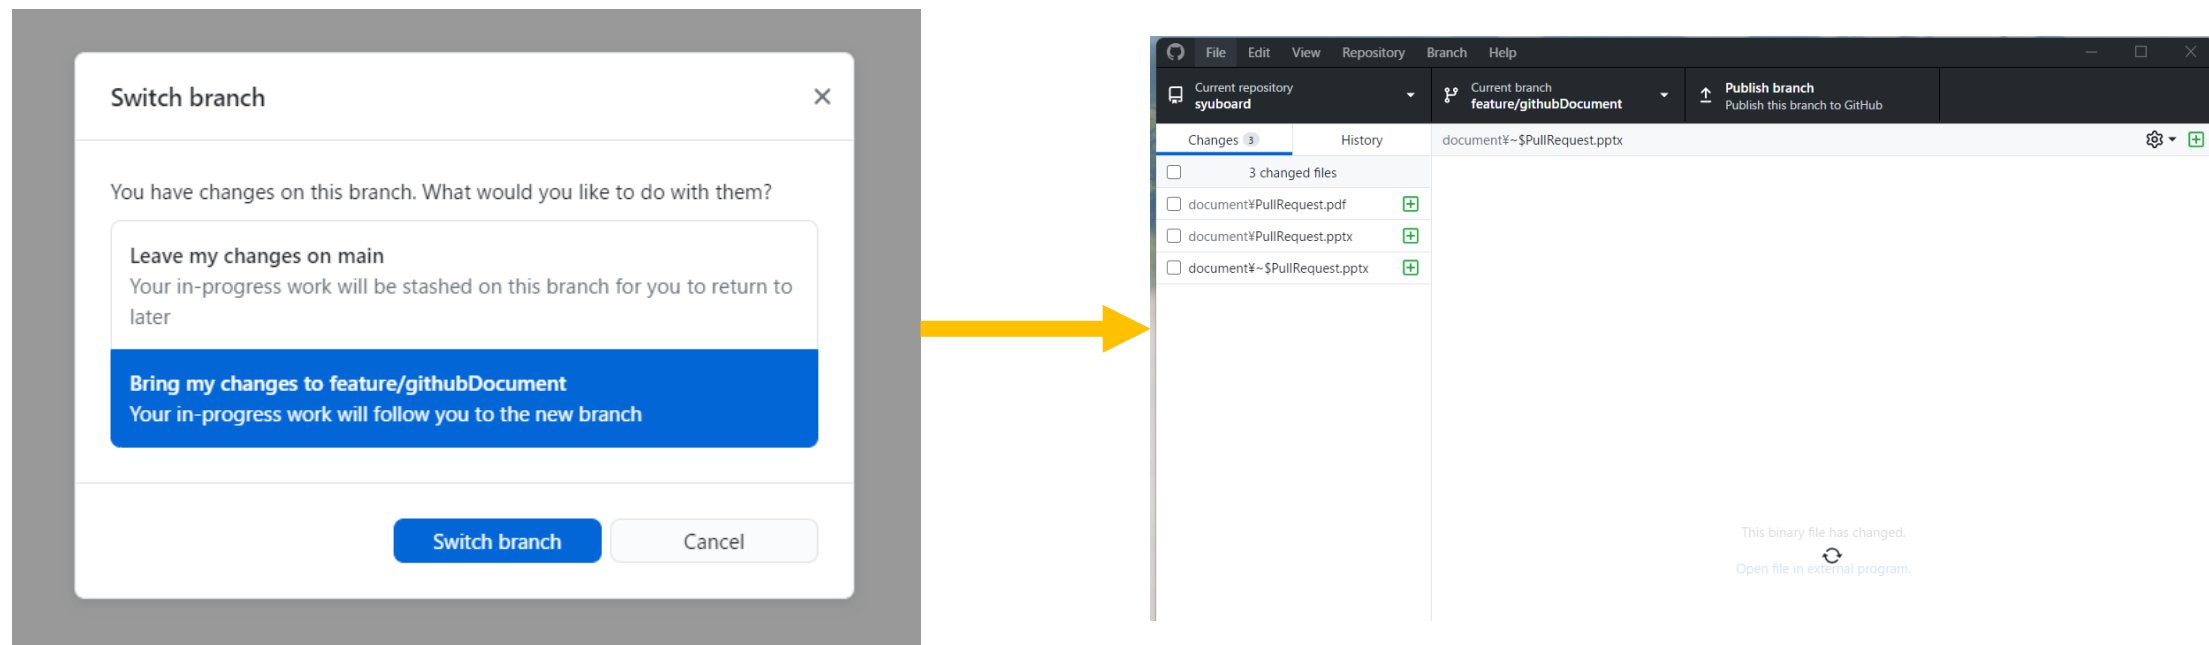 Switch branch
You have changes on this branch. What would you like to do with them?
Leave my changes on main
Your in-progress work will be stashed on this branch for you to return to
later
Bring my changes to feature/githubDocument
Your in-progress work will follow you to the new branch
Switch branch
Cancel
File Edit View Repository Branch Help
Current repository
syuboard
Current branch
feature/githubDocument
Publish branch
Publish this branch to GitHub
Changes 3
History
document¥~$PullRequest.pptx
3 changed files
document¥PullRequest.pdf
document¥PullRequest.pptx
document¥~$PullRequest.pptx
This binary file has changed.
Open file in external program.